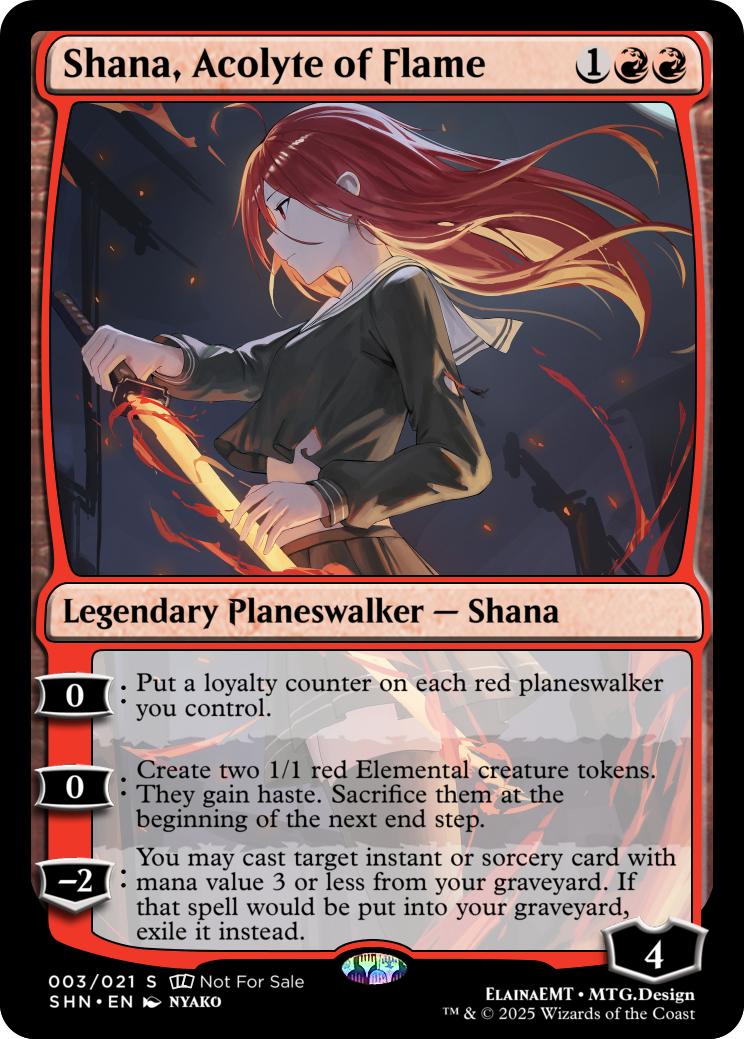 Shana, Acolyte of Flame 1
Legendary Planeswalker — Shana
0 : Put a loyalty counter on each red planeswalker
you control.
0 : Create two 1/1 red Elemental creature tokens.
They gain haste. Sacrifice them at the
beginning of the next end step.
−2 : You may cast target instant or sorcery card with
mana value 3 or less from your graveyard. If
that spell would be put into your graveyard,
exile it instead.
4
003/021 S Not For Sale
SHN • EN NYAKO
ElainaEMT • MTG.Design
™ & © 2025 Wizards of the Coast